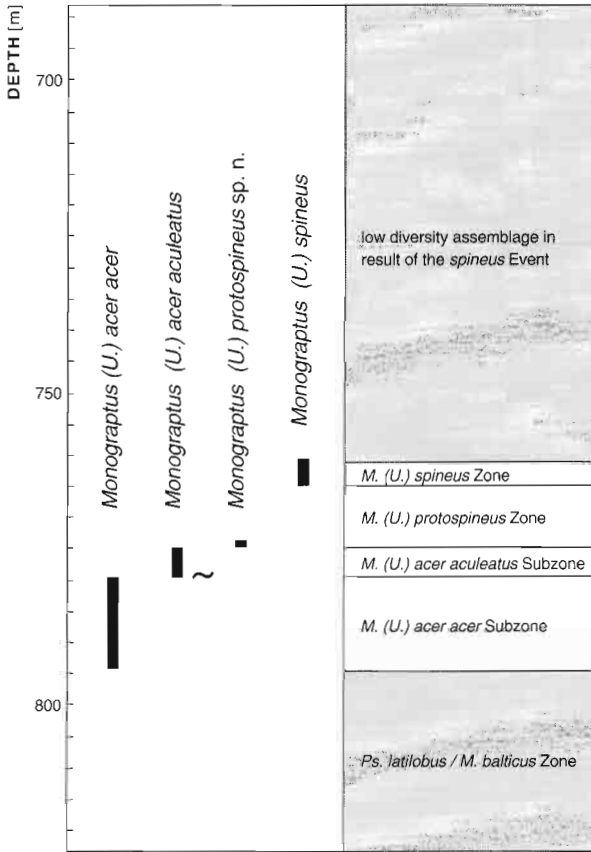 DEPTH [m]
700
750
800
Monograptus (U.) acer acer
Monograptus (U.) acer aculeatus
Monograptus (U.) protospineus sp. n.
Monograptus (U.) spineus
~
low diversity assemblage in
result of the spineus Event
M. (U.) spineus Zone
M. (U.) protospineus Zone
M. (U.) acer aculeatus Subzone
M. (U.) acer acer Subzone
Ps. latilobus / M. balticus Zone